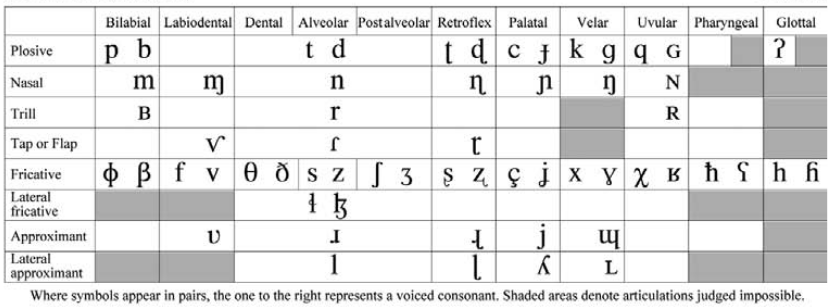 Bilabial Labiodental Dental Alveolar Postalveolar Retroflex Palatal Velar Uvular Pharyngeal Glottal
Plosive p b t d ʈ ɖ c ɟ k ɡ q ɢ ʔ
Nasal m ɱ n ɳ ɲ ŋ ɴ
Trill ʙ r ʀ
Tap or Flap ⱱ ɾ ɽ
Fricative ɸ β f v θ ð s z ʃ ʒ ʂ ʐ ç ʝ x ɣ χ ʁ ħ ʕ h ɦ
Lateral
fricative ɬ ɮ
Approximant ʋ ɹ ɻ j ɰ
Lateral
approximant l ɭ ʎ ʟ
Where symbols appear in pairs, the one to the right represents a voiced consonant. Shaded areas denote articulations judged impossible.